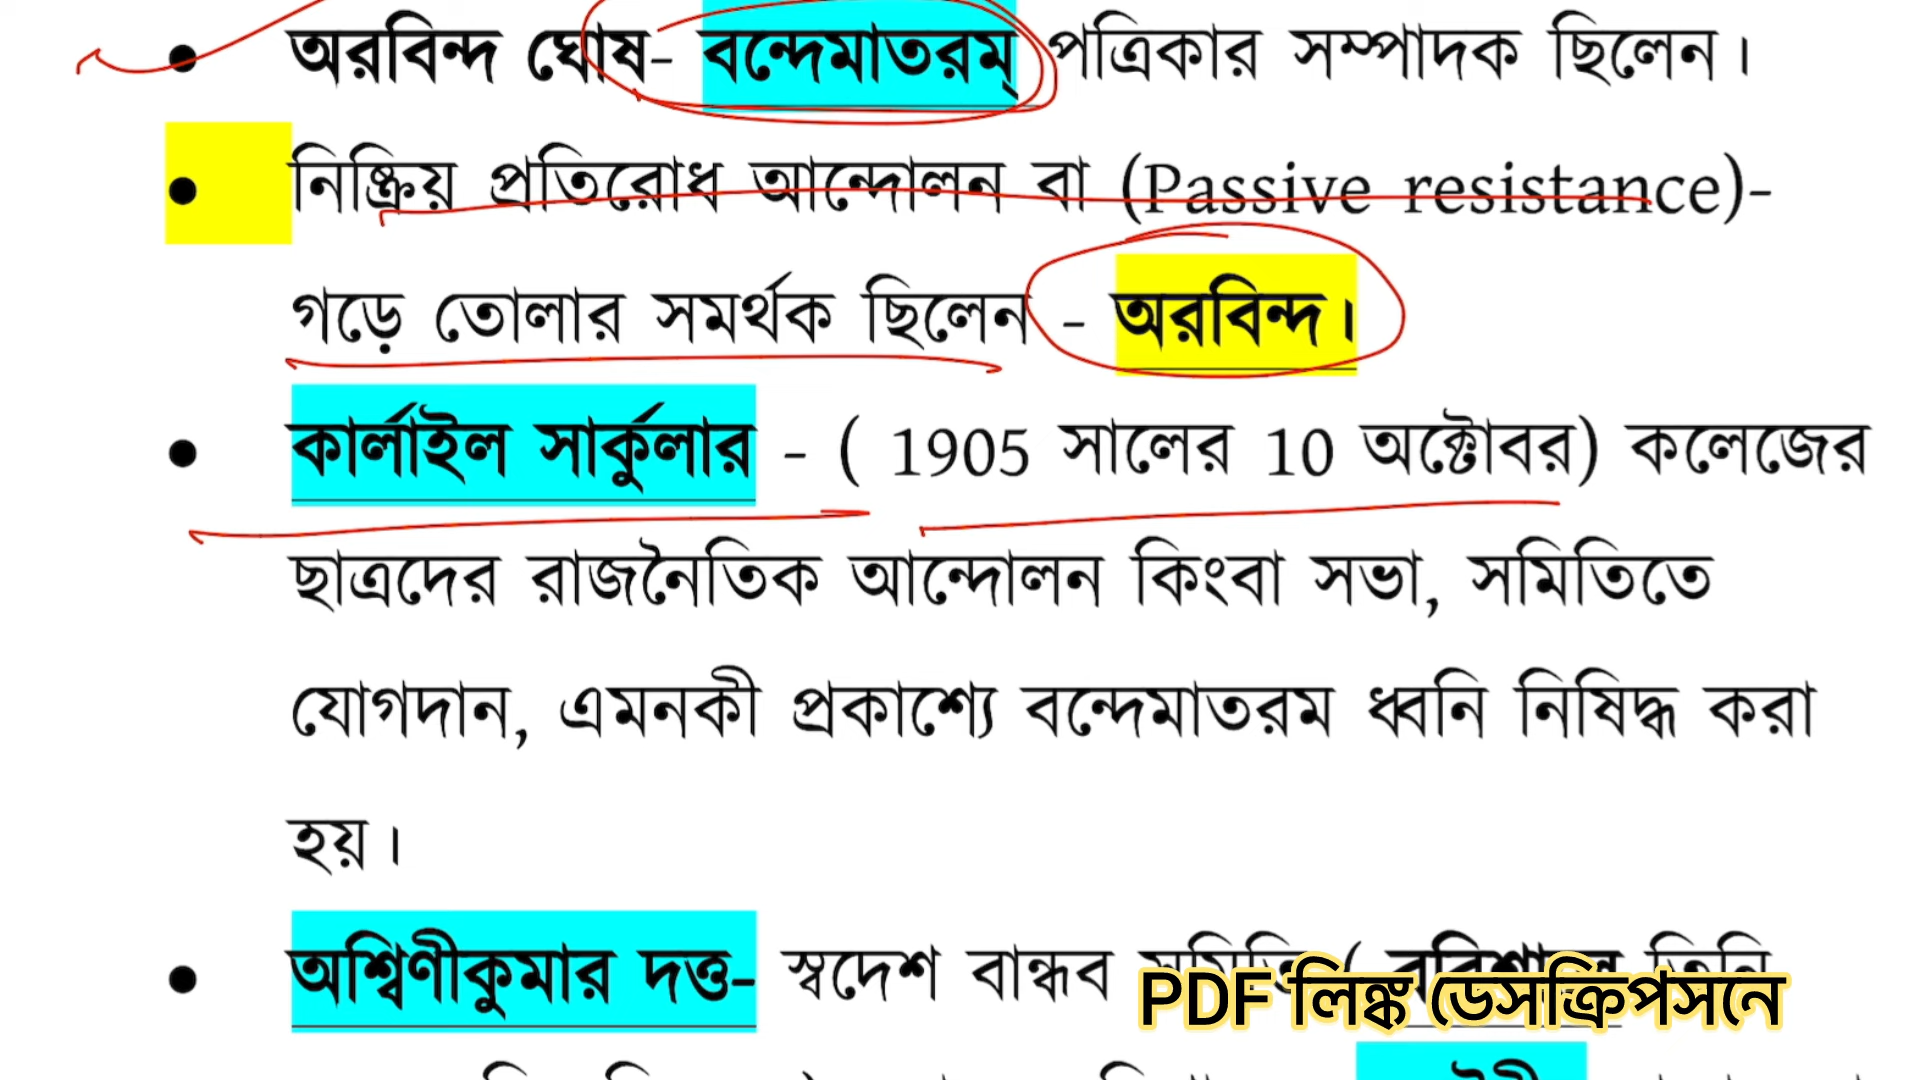 • অরবিন্দ ঘোষ- বন্দেমাতরম্ পত্রিকার সম্পাদক ছিলেন।
• নিষ্ক্রিয় প্রতিরোধ আন্দোলন বা (Passive resistance)-
গড়ে তোলার সমর্থক ছিলেন - অরবিন্দ।
• কার্লাইল সার্কুলার - ( 1905 সালের 10 অক্টোবর) কলেজের
ছাত্রদের রাজনৈতিক আন্দোলন কিংবা সভা, সমিতিতে
যোগদান, এমনকী প্রকাশ্যে বন্দেমাতরম ধ্বনি নিষিদ্ধ করা
হয়।
• অশ্বিণীকুমার দত্ত- স্বদেশ বান্ধব সমিতি ( বরিশাল তিনি
PDF লিঙ্ক ডেসক্রিপসনে